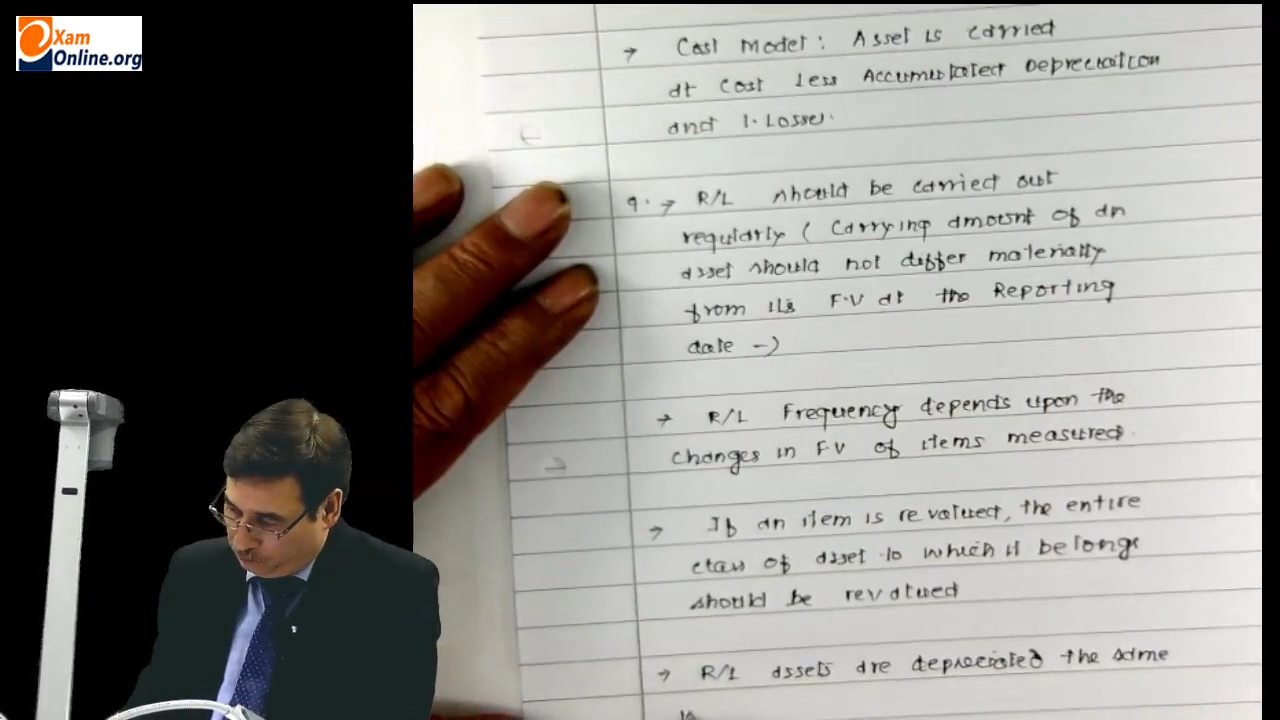 Exam
Online.org
→ Cost Model: Asset is carried
at cost less Accumulated Depreciation
and I. Losses.
9. → R/L should be carried out
regularly ( Carrying amount of an
asset should not differ materially
from its F.V at the Reporting
date -)
→ R/L Frequency depends upon the
changes in FV of items measured.
→ If an item is revalued, the entire
class of asset to which it belongs
should be revalued
→ R/L assets are depreciated the same